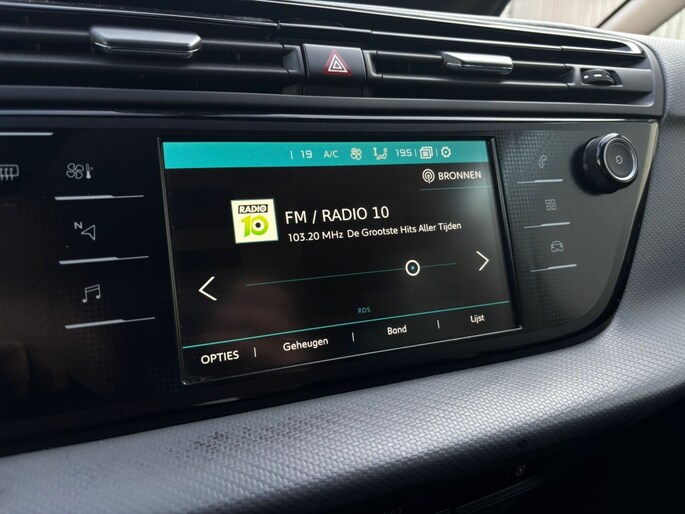 19 A/C 19.5
BRONNEN
RADIO
10
FM / RADIO 10
103.20 MHz De Grootste Hits Aller Tijden
RDS
OPTIES Geheugen Band Lijst
N